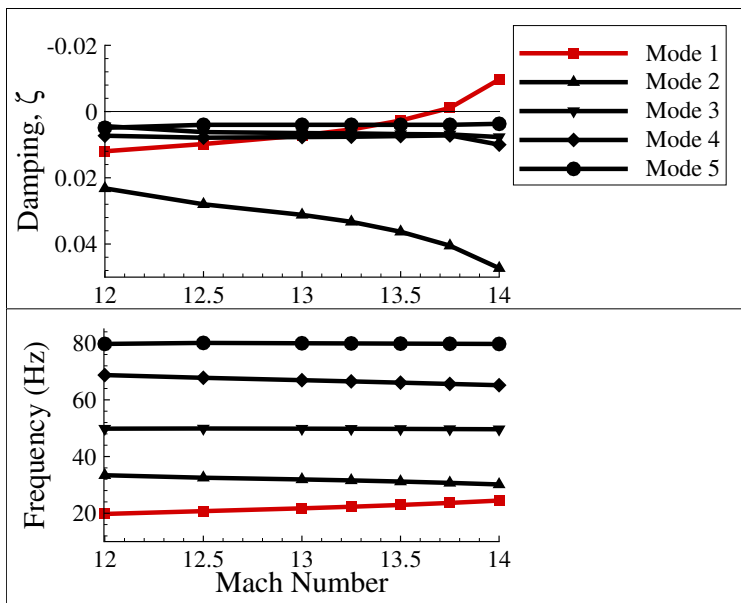 Damping, ζ
-0.02
0
0.02
0.04
12
12.5
13
13.5
14
Mode 1
Mode 2
Mode 3
Mode 4
Mode 5
Frequency (Hz)
80
60
40
20
12
12.5
13
13.5
14
Mach Number